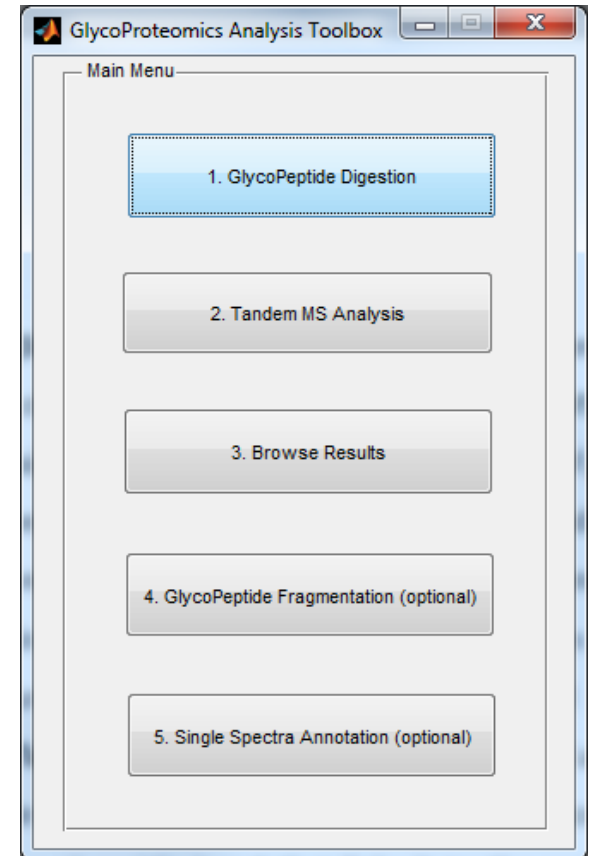 GlycoProteomics Analysis Toolbox
Main Menu
1. GlycoPeptide Digestion
2. Tandem MS Analysis
3. Browse Results
4. GlycoPeptide Fragmentation (optional)
5. Single Spectra Annotation (optional)